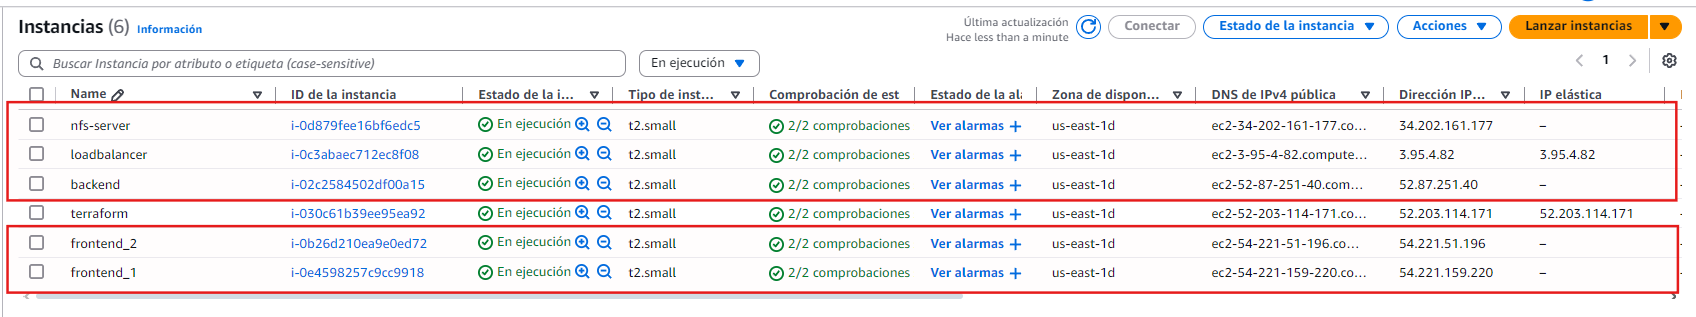 Instancias (6) Información
Última actualización
Hace less than a minute
Conectar
Estado de la instancia
Acciones
Lanzar instancias
Buscar Instancia por atributo o etiqueta (case-sensitive)
En ejecución
1
Name ID de la instancia Estado de la i... Tipo de inst... Comprobación de est Estado de la Zona de dispon... DNS de IPv4 pública Dirección IP... IP elástica
nfs-server i-0d879fee16bf6edc5 En ejecución t2.small 2/2 comprobaciones Ver alarmas + us-east-1d ec2-34-202-161-177.co... 34.202.161.177 –
loadbalancer i-0c3abaec712ec8f08 En ejecución t2.small 2/2 comprobaciones Ver alarmas + us-east-1d ec2-3-95-4-82.compute... 3.95.4.82 3.95.4.82
backend i-02c2584502df00a15 En ejecución t2.small 2/2 comprobaciones Ver alarmas + us-east-1d ec2-52-87-251-40.com... 52.87.251.40 –
terraform i-030c61b39ee95ea92 En ejecución t2.small 2/2 comprobaciones Ver alarmas + us-east-1d ec2-52-203-114-171.co... 52.203.114.171 52.203.114.171
frontend_2 i-0b26d210ea9e0ed72 En ejecución t2.small 2/2 comprobaciones Ver alarmas + us-east-1d ec2-54-221-51-196.co... 54.221.51.196 –
frontend_1 i-0e4598257c9cc9918 En ejecución t2.small 2/2 comprobaciones Ver alarmas + us-east-1d ec2-54-221-159-220.co... 54.221.159.220 –